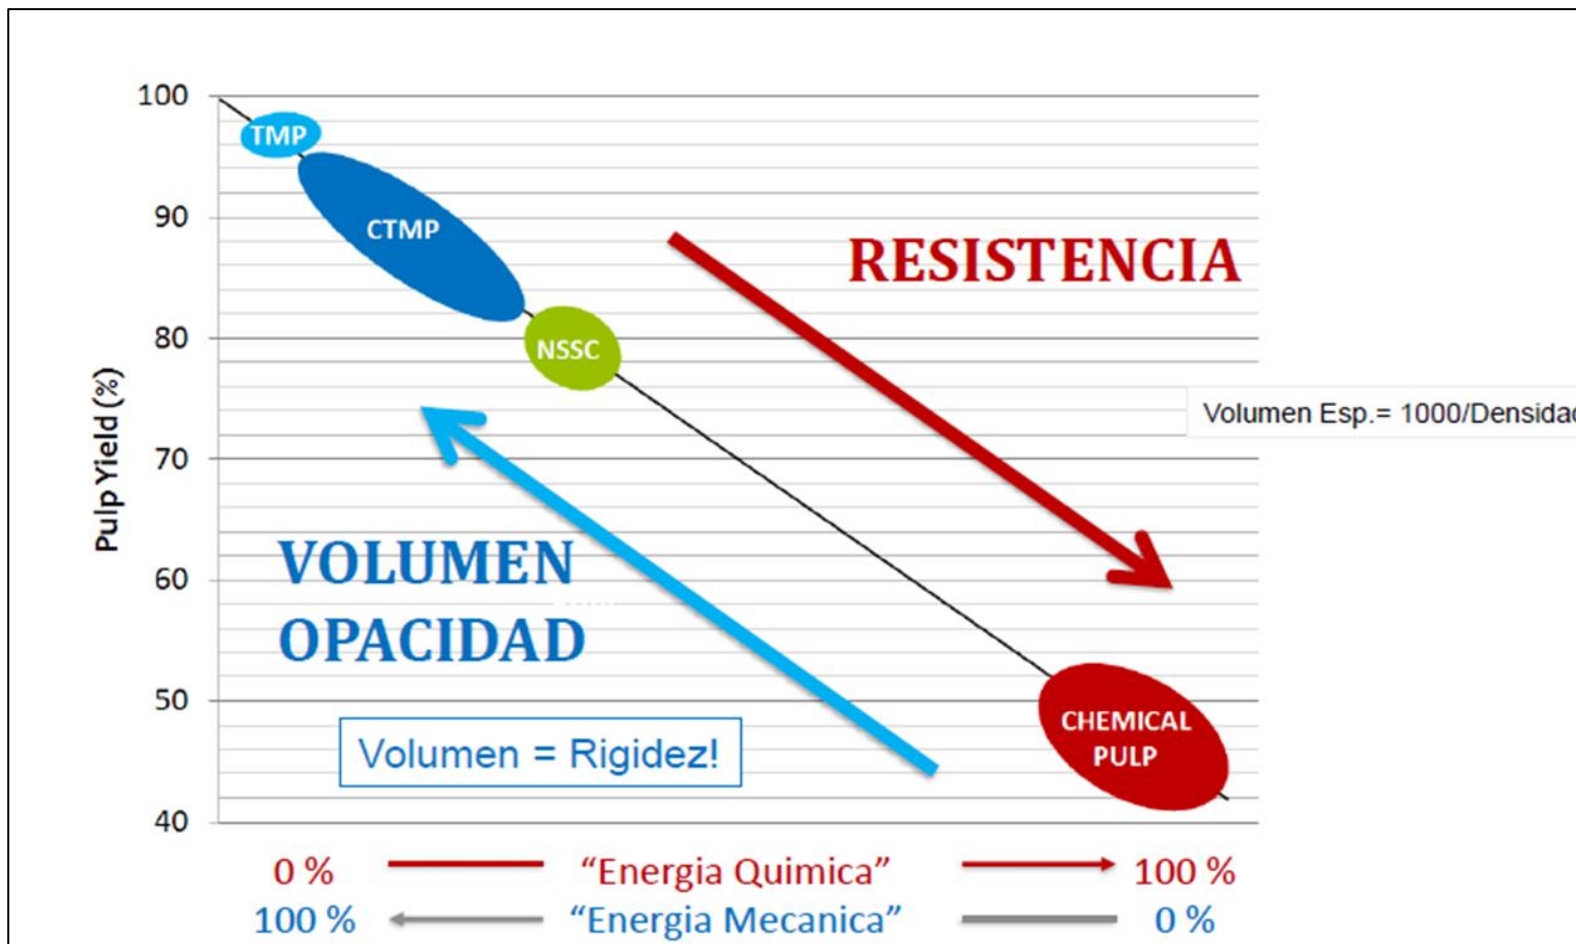 100
TMP
90
CTMP
RESISTENCIA
80
NSSC
Pulp Yield (%)
Volumen Esp.= 1000/Densidad
70
VOLUMEN
60
OPACIDAD
50
CHEMICAL
PULP
Volumen = Rigidez!
40
0 % “Energia Quimica” 100 %
100 % “Energia Mecanica” 0 %